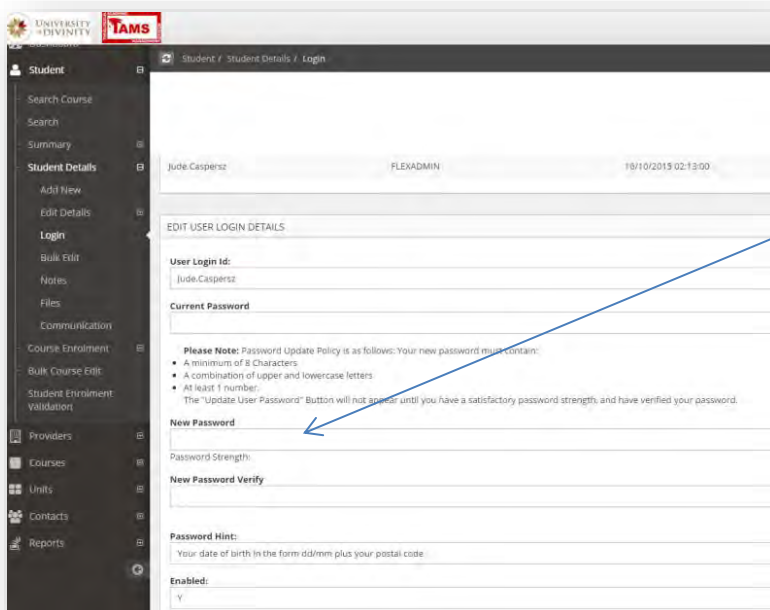 UNIVERSITY
OF DIVINITY
TAMS
Student / Student Details / Login
Student
Search Course
Search
Summary
Student Details
Add New
Edit Details
Login
Bulk Edit
Notes
Files
Communication
Course Enrolment
Bulk Course Edit
Student Enrolment
Validation
Providers
Courses
Units
Contacts
Reports
Jude.Caspersz FLEXADMIN 18/10/2015 02:13:00
EDIT USER LOGIN DETAILS
User Login Id:
Jude.Caspersz
Current Password
Please Note: Password Update Policy is as follows: Your new password must contain:
A minimum of 8 Characters
A combination of upper and lowercase letters
At least 1 number.
The "Update User Password" Button will not appear until you have a satisfactory password strength, and have verified your password.
New Password
Password Strength:
New Password Verify
Password Hint:
Your date of birth in the form dd/mm plus your postal code
Enabled:
Y